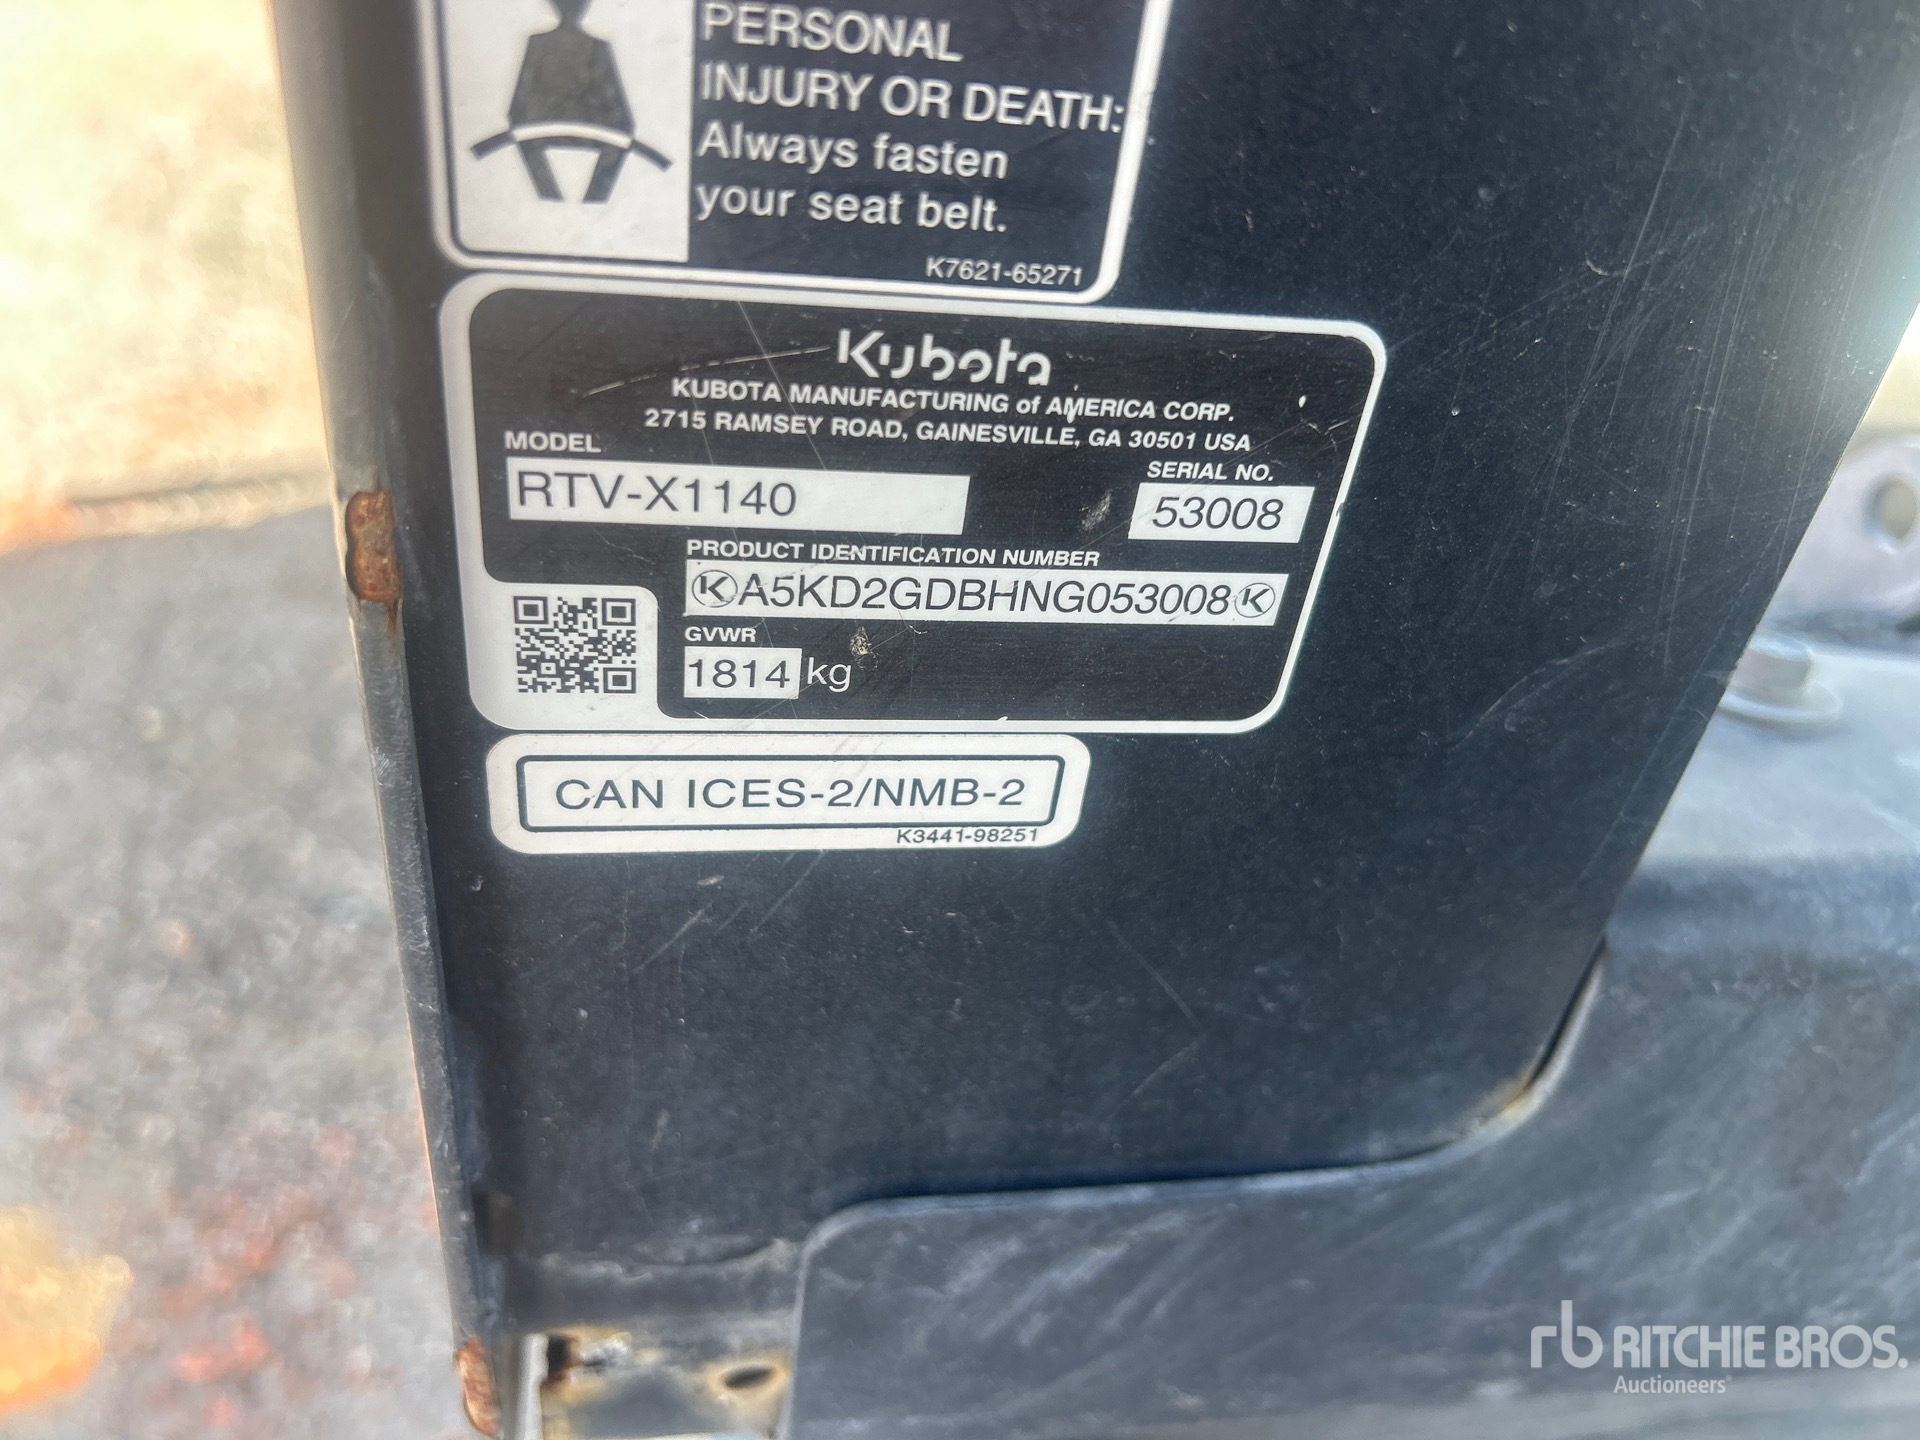 PERSONAL
INJURY OR DEATH:
Always fasten
your seat belt.
K7621-65271
Kubota
KUBOTA MANUFACTURING of AMERICA CORP.
2715 RAMSEY ROAD, GAINESVILLE, GA 30501 USA
MODEL
RTV-X1140
SERIAL NO.
53008
PRODUCT IDENTIFICATION NUMBER
A5KD2GDBHNG053008
GVWR
1814 kg
CAN ICES-2/NMB-2
K3441-98251
rb RITCHIE BROS.
Auctioneers